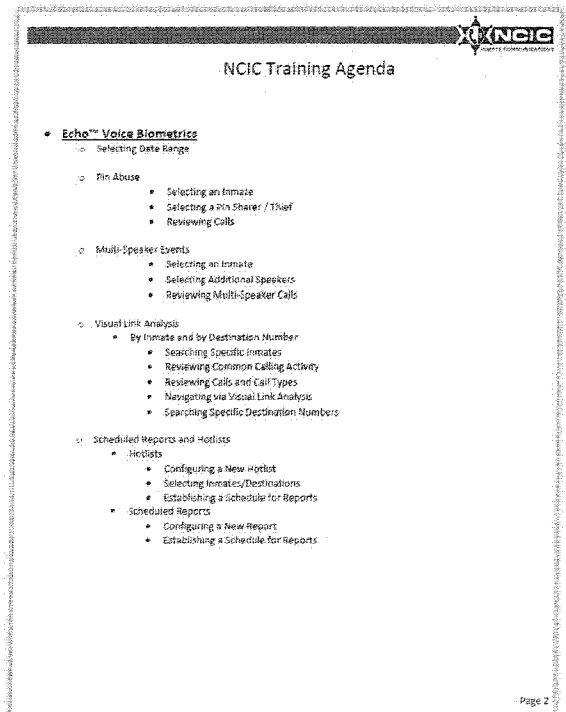 NCIC
INMATE COMMUNICATIONS
NCIC Training Agenda
• Echo™ Voice Biometrics
o Selecting Date Range
o Pin Abuse
• Selecting an Inmate
• Selecting a Pin Sharer / Thief
• Reviewing Calls
o Multi-Speaker Events
• Selecting an Inmate
• Selecting Additional Speakers
• Reviewing Multi-Speaker Calls
o Visual Link Analysis
• By Inmate and by Destination Number
• Searching Specific Inmates
• Reviewing Common Calling Activity
• Reviewing Calls and Call Types
• Navigating via Visual Link Analysis
• Searching Specific Destination Numbers
o Scheduled Reports and Hotlists
• Hotlists
• Configuring a New Hotlist
• Selecting Inmates/Destinations
• Establishing a Schedule for Reports
• Scheduled Reports
• Configuring a New Report
• Establishing a Schedule for Reports
Page 2